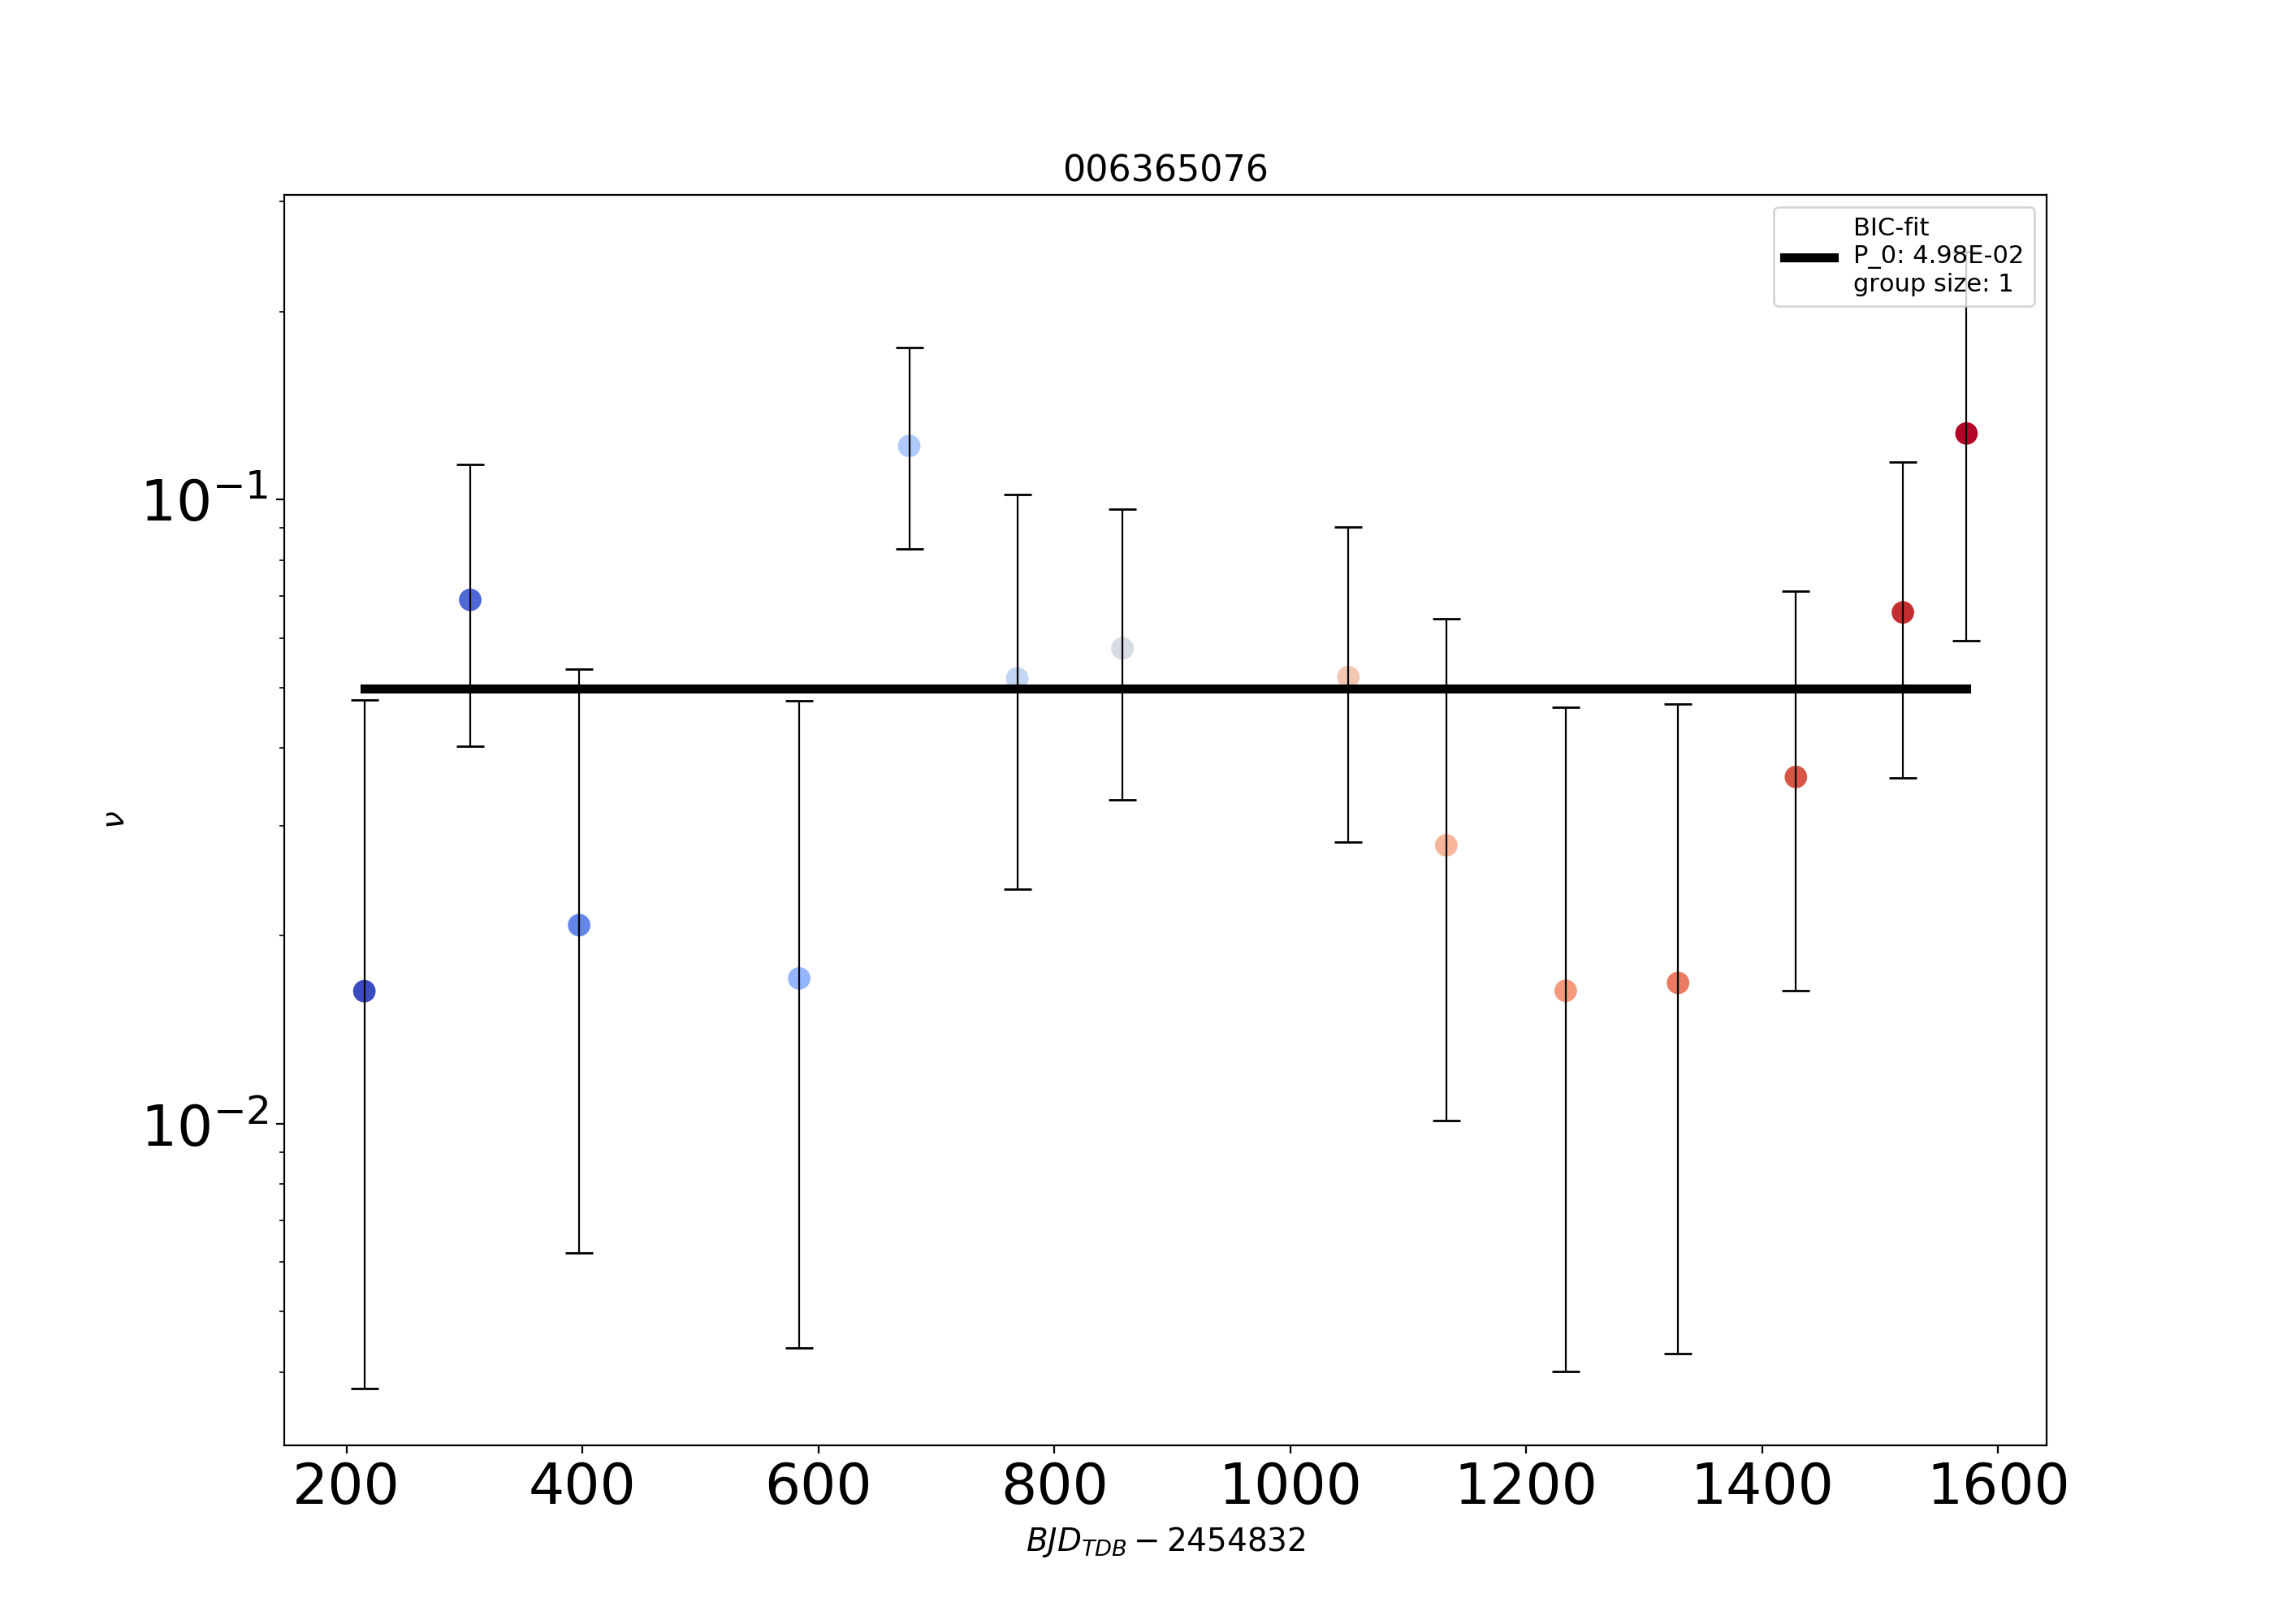 006365076
BIC-fit
P_0: 4.98E-02
group size: 1
10⁻¹
10⁻²
ν
200 400 600 800 1000 1200 1400 1600
BJD_TDB − 2454832